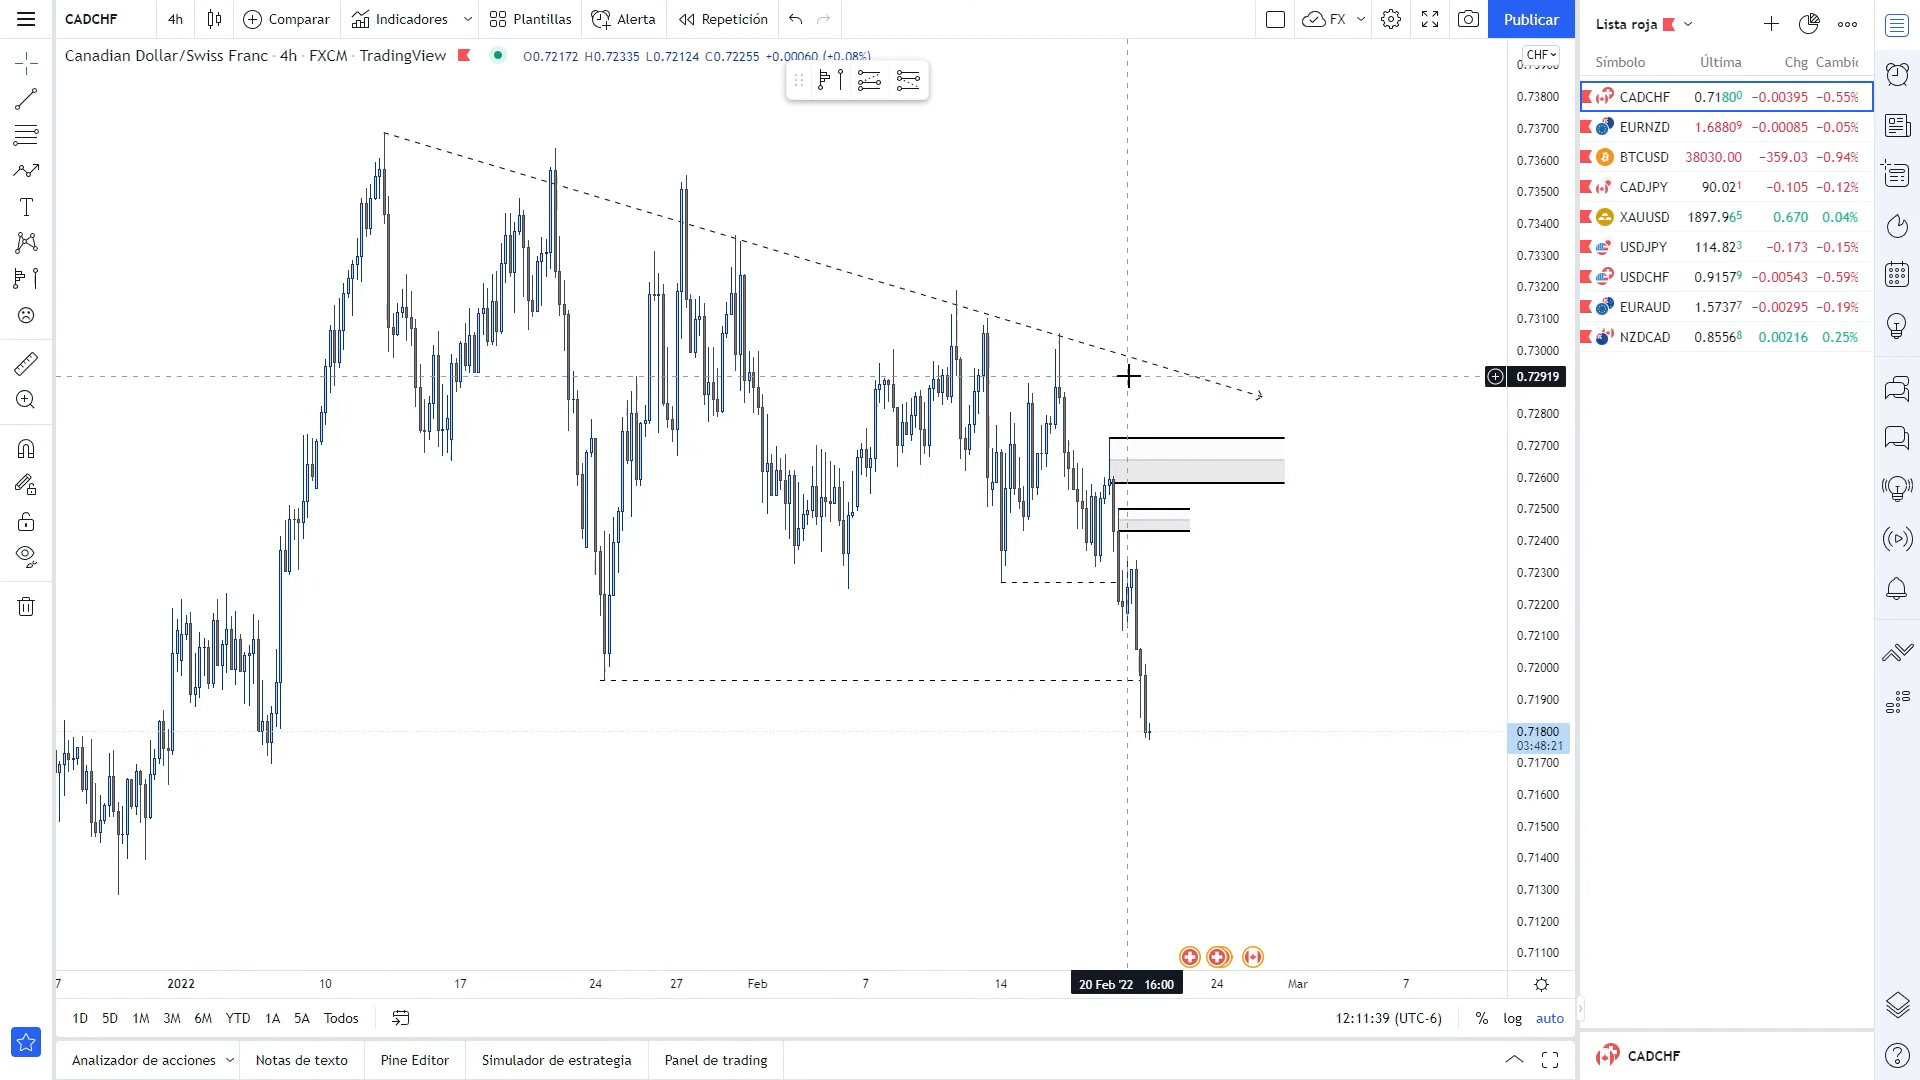 CADCHF 4h Comparar Indicadores Plantillas Alerta Repetición FX Publicar
Canadian Dollar/Swiss Franc · 4h · FXCM · TradingView O0.72172 H0.72335 L0.72124 C0.72255 +0.00060 (+0.08%)
CHF
0.73800
0.73700
0.73600
0.73500
0.73400
0.73300
0.73200
0.73100
0.73000
0.72919
0.72800
0.72700
0.72600
0.72500
0.72400
0.72300
0.72200
0.72100
0.72000
0.71900
0.71800
03:48:21
0.71700
0.71600
0.71500
0.71400
0.71300
0.71200
0.71100
7 2022 10 17 24 27 Feb 7 14 20 Feb '22 16:00 24 Mar 7
1D 5D 1M 3M 6M YTD 1A 5A Todos 12:11:39 (UTC-6) % log auto
Analizador de acciones Notas de texto Pine Editor Simulador de estrategia Panel de trading
Lista roja
Símbolo Última Chg Cambio
CADCHF 0.71800 −0.00395 −0.55%
EURNZD 1.68809 −0.00085 −0.05%
BTCUSD 38030.00 −359.03 −0.94%
CADJPY 90.021 −0.105 −0.12%
XAUUSD 1897.965 0.670 0.04%
USDJPY 114.823 −0.173 −0.15%
USDCHF 0.91579 −0.00543 −0.59%
EURAUD 1.57377 −0.00295 −0.19%
NZDCAD 0.85568 0.00216 0.25%
CADCHF